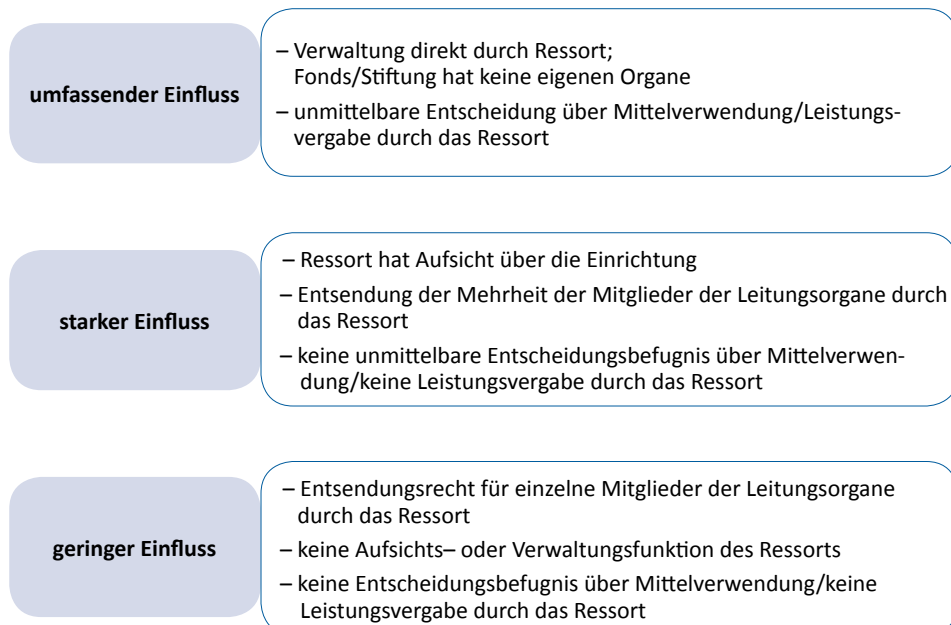 umfassender Einfluss
– Verwaltung direkt durch Ressort;
Fonds/Stiftung hat keine eigenen Organe
– unmittelbare Entscheidung über Mittelverwendung/Leistungs-
vergabe durch das Ressort
starker Einfluss
– Ressort hat Aufsicht über die Einrichtung
– Entsendung der Mehrheit der Mitglieder der Leitungsorgane durch
das Ressort
– keine unmittelbare Entscheidungsbefugnis über Mittelverwen-
dung/keine Leistungsvergabe durch das Ressort
geringer Einfluss
– Entsendungsrecht für einzelne Mitglieder der Leitungsorgane
durch das Ressort
– keine Aufsichts– oder Verwaltungsfunktion des Ressorts
– keine Entscheidungsbefugnis über Mittelverwendung/keine
Leistungsvergabe durch das Ressort